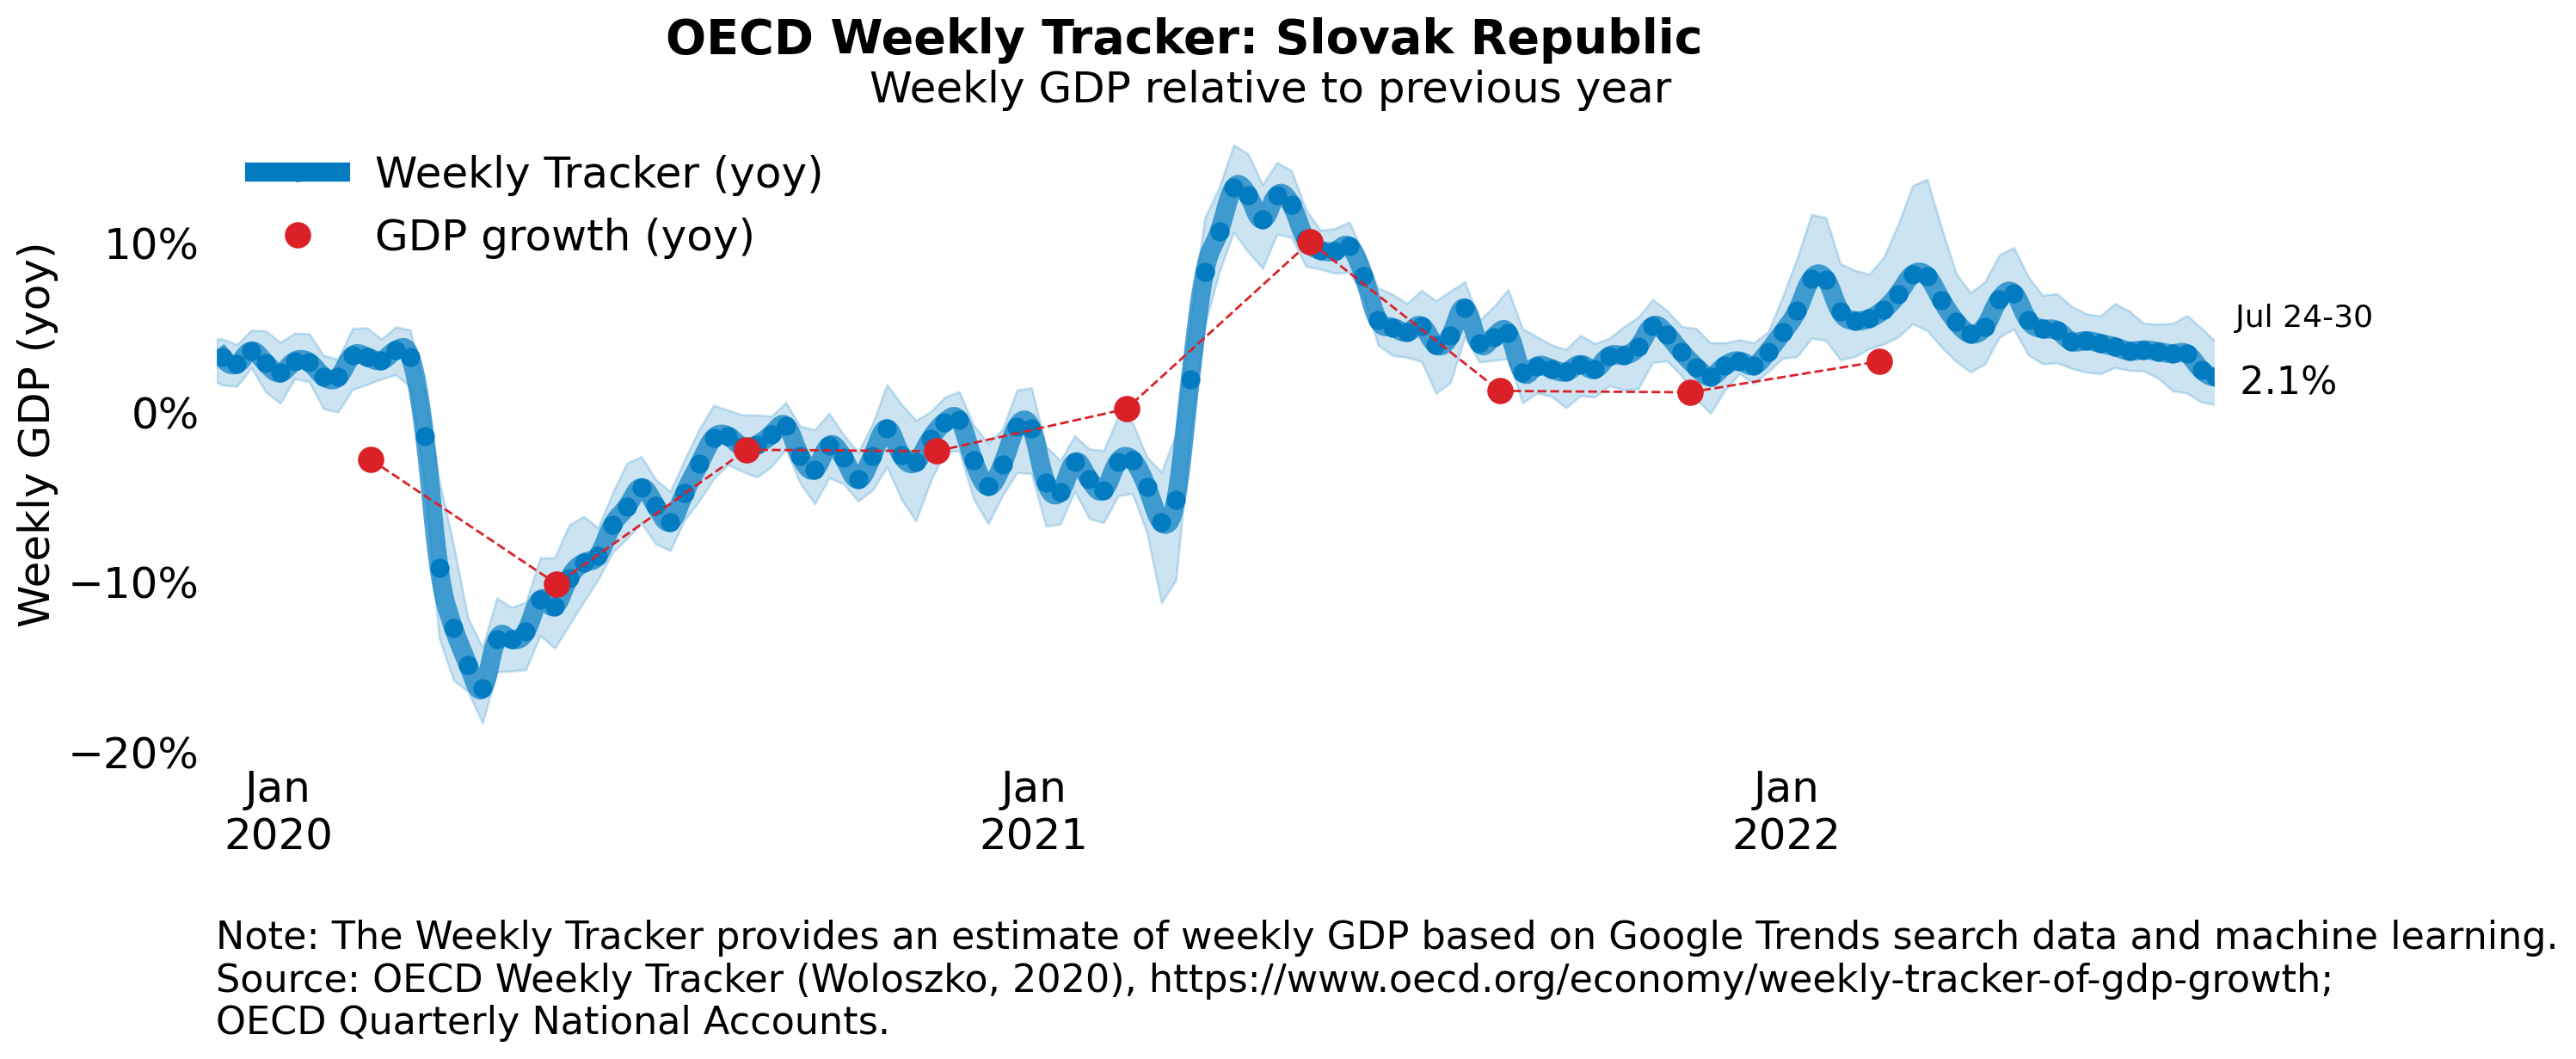 OECD Weekly Tracker: Slovak Republic
Weekly GDP relative to previous year
Weekly Tracker (yoy)
GDP growth (yoy)
Weekly GDP (yoy)
10%
0%
−10%
−20%
Jul 24-30
2.1%
Jan
2020
Jan
2021
Jan
2022
Note: The Weekly Tracker provides an estimate of weekly GDP based on Google Trends search data and machine learning.
Source: OECD Weekly Tracker (Woloszko, 2020), https://www.oecd.org/economy/weekly-tracker-of-gdp-growth;
OECD Quarterly National Accounts.